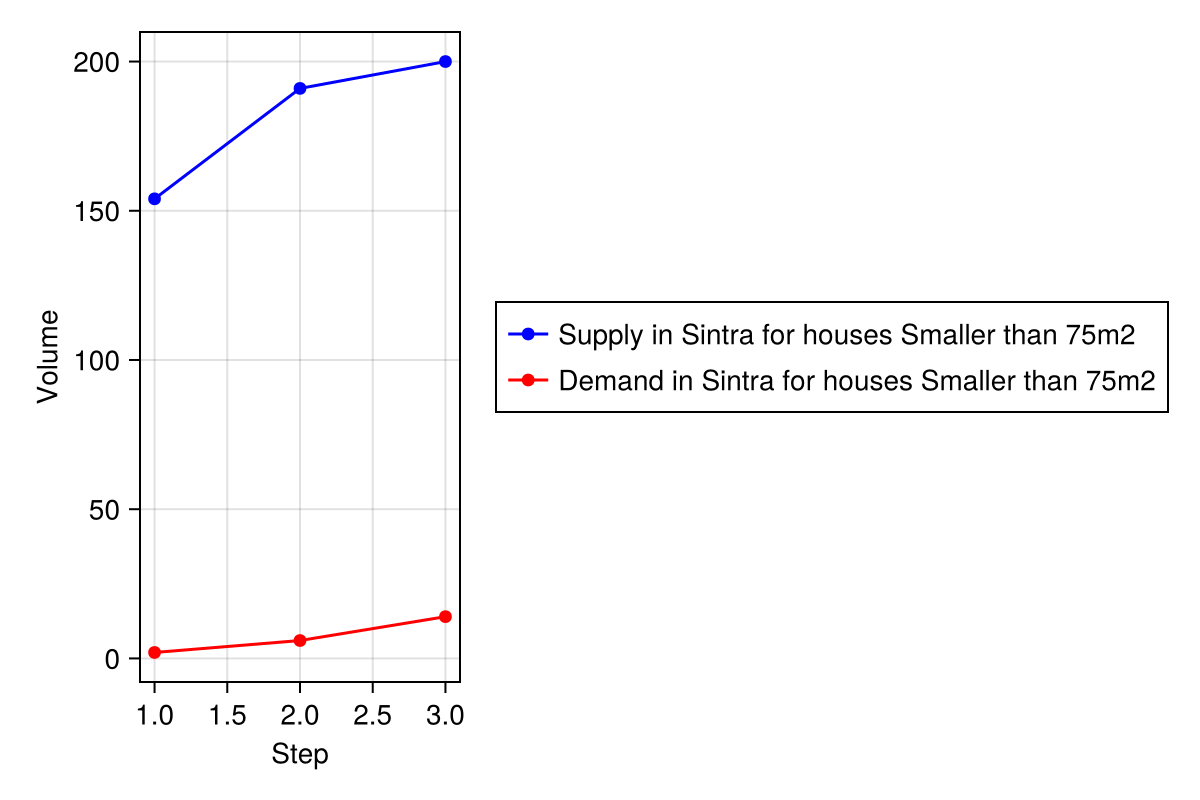 200
150
100
50
0
Volume
1.0 1.5 2.0 2.5 3.0
Step
Supply in Sintra for houses Smaller than 75m2
Demand in Sintra for houses Smaller than 75m2